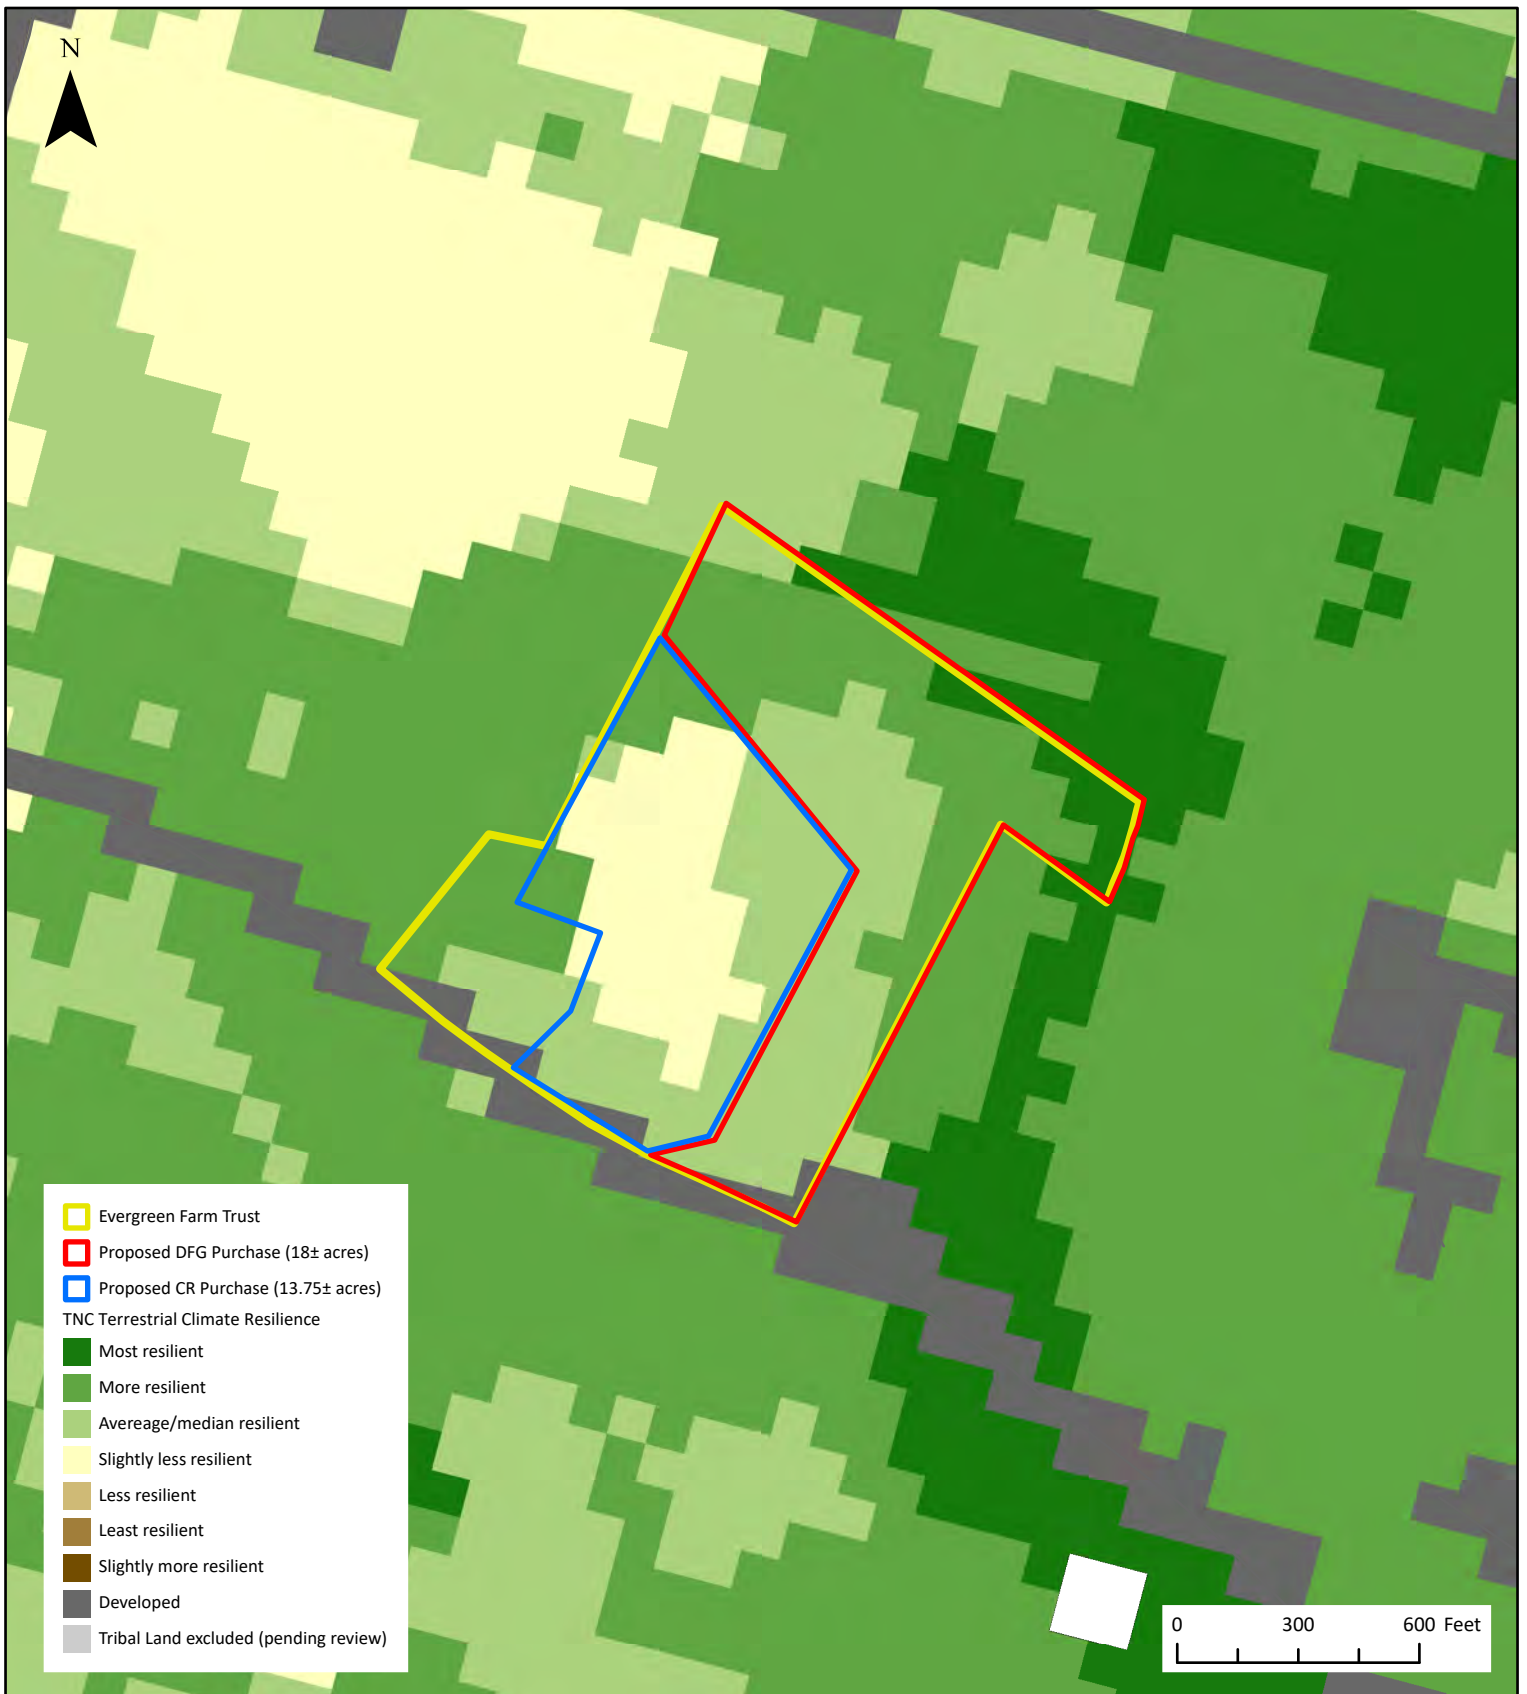 N
Evergreen Farm Trust
Proposed DFG Purchase (18± acres)
Proposed CR Purchase (13.75± acres)
TNC Terrestrial Climate Resilience
Most resilient
More resilient
Avereage/median resilient
Slightly less resilient
Less resilient
Least resilient
Slightly more resilient
Developed
Tribal Land excluded (pending review)
0 300 600 Feet